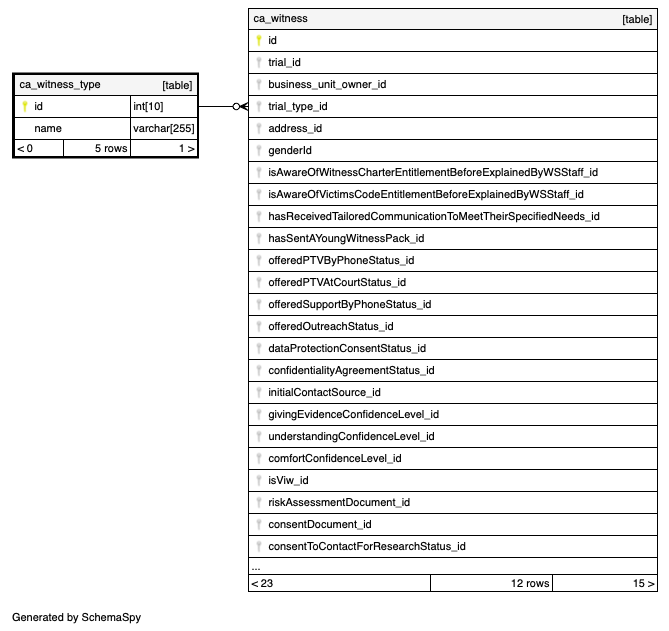 ca_witness_type [table]
id int[10]
name varchar[255]
< 0 5 rows 1 >
ca_witness [table]
id
trial_id
business_unit_owner_id
trial_type_id
address_id
genderId
isAwareOfWitnessCharterEntitlementBeforeExplainedByWSStaff_id
isAwareOfVictimsCodeEntitlementBeforeExplainedByWSStaff_id
hasReceivedTailoredCommunicationToMeetTheirSpecifiedNeeds_id
hasSentAYoungWitnessPack_id
offeredPTVByPhoneStatus_id
offeredPTVAtCourtStatus_id
offeredSupportByPhoneStatus_id
offeredOutreachStatus_id
dataProtectionConsentStatus_id
confidentialityAgreementStatus_id
initialContactSource_id
givingEvidenceConfidenceLevel_id
understandingConfidenceLevel_id
comfortConfidenceLevel_id
isViw_id
riskAssessmentDocument_id
consentDocument_id
consentToContactForResearchStatus_id
...
< 23 12 rows 15 >
Generated by SchemaSpy